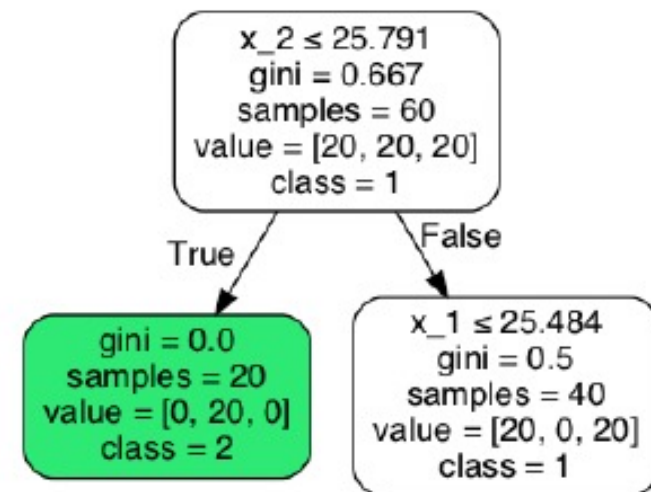 x_2 ≤ 25.791
gini = 0.667
samples = 60
value = [20, 20, 20]
class = 1
True
False
gini = 0.0
samples = 20
value = [0, 20, 0]
class = 2
x_1 ≤ 25.484
gini = 0.5
samples = 40
value = [20, 0, 20]
class = 1